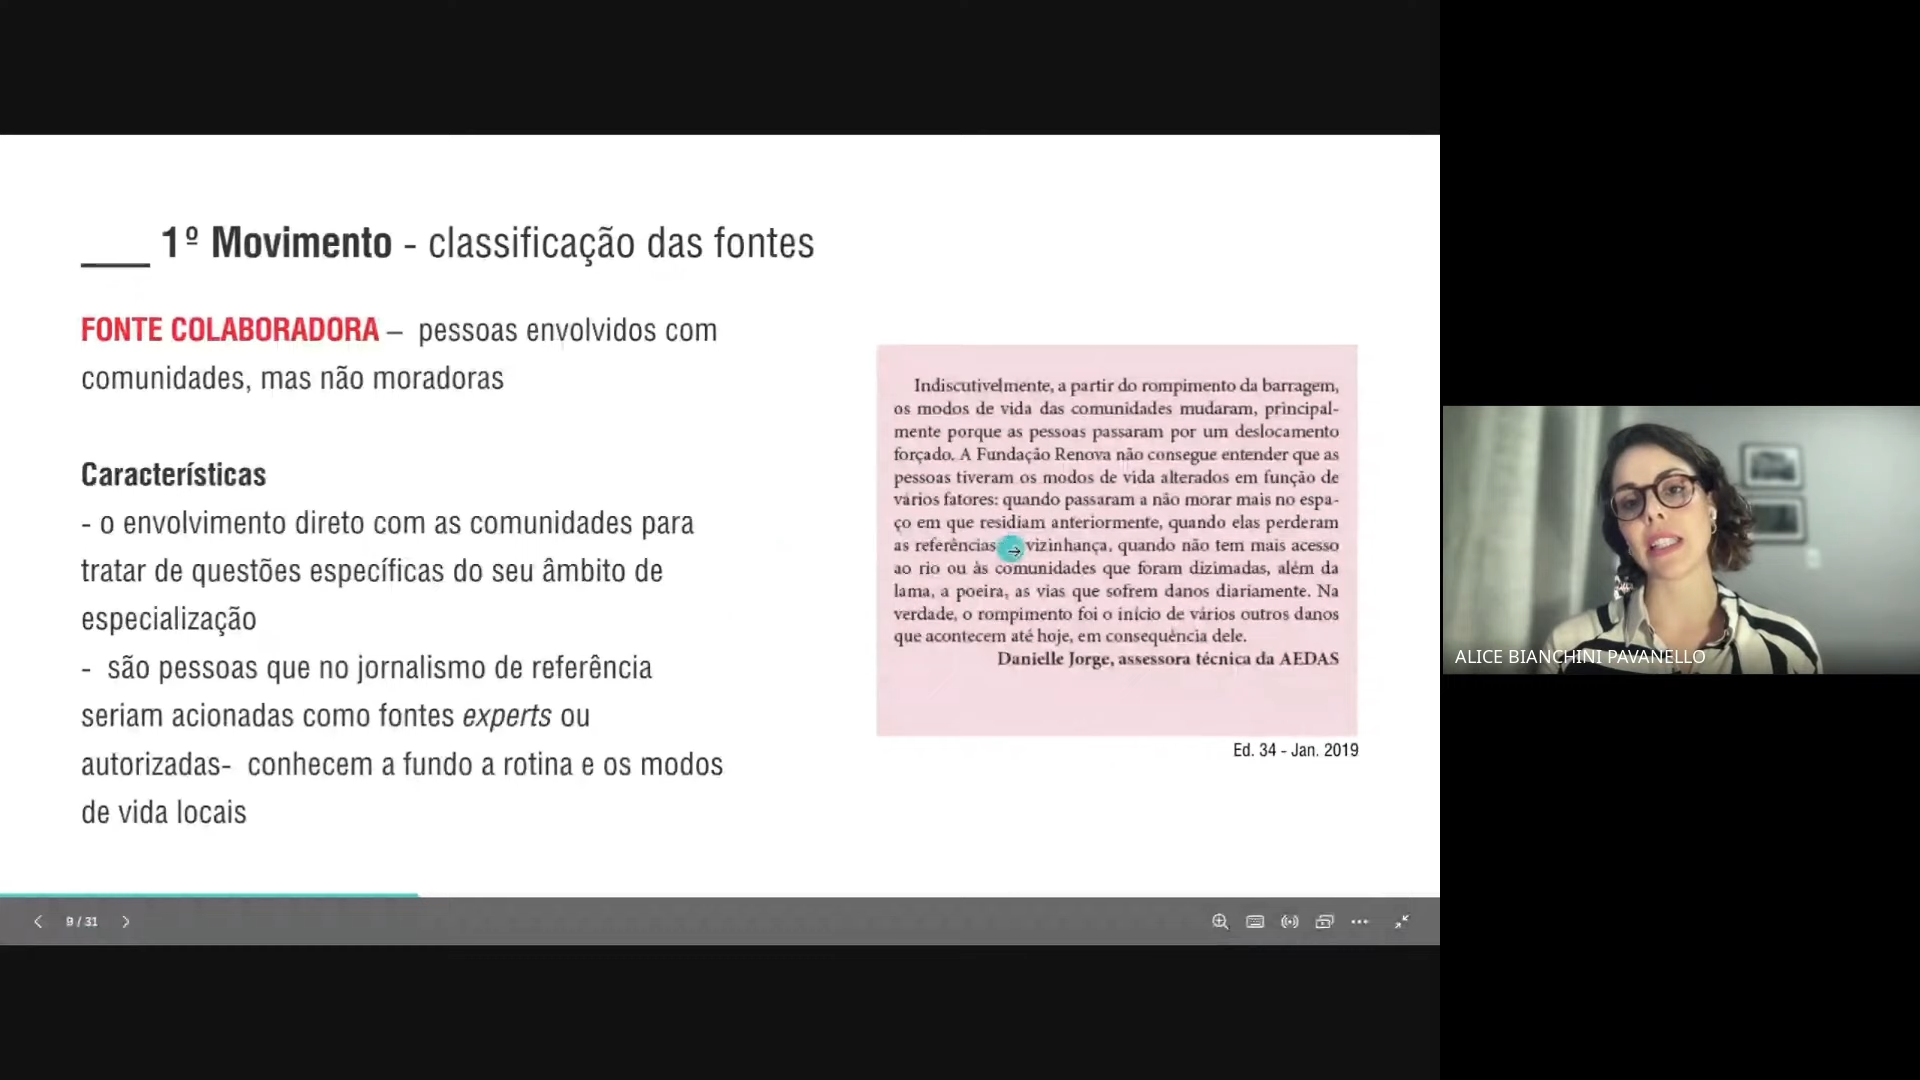 ___ 1º Movimento - classificação das fontes
FONTE COLABORADORA – pessoas envolvidos com
comunidades, mas não moradoras
Características
- o envolvimento direto com as comunidades para
tratar de questões específicas do seu âmbito de
especialização
- são pessoas que no jornalismo de referência
seriam acionadas como fontes experts ou
autorizadas- conhecem a fundo a rotina e os modos
de vida locais
Indiscutivelmente, a partir do rompimento da barragem,
os modos de vida das comunidades mudaram, principal-
mente porque as pessoas passaram por um deslocamento
forçado. A Fundação Renova não consegue entender que as
pessoas tiveram os modos de vida alterados em função de
vários fatores: quando passaram a não morar mais no espa-
ço em que residiam anteriormente, quando elas perderam
as referências vizinhança, quando não tem mais acesso
ao rio ou às comunidades que foram dizimadas, além da
lama, a poeira, as vias que sofrem danos diariamente. Na
verdade, o rompimento foi o início de vários outros danos
que acontecem até hoje, em consequência dele.
Danielle Jorge, assessora técnica da AEDAS
Ed. 34 - Jan. 2019
9 / 31
ALICE BIANCHINI PAVANELLO